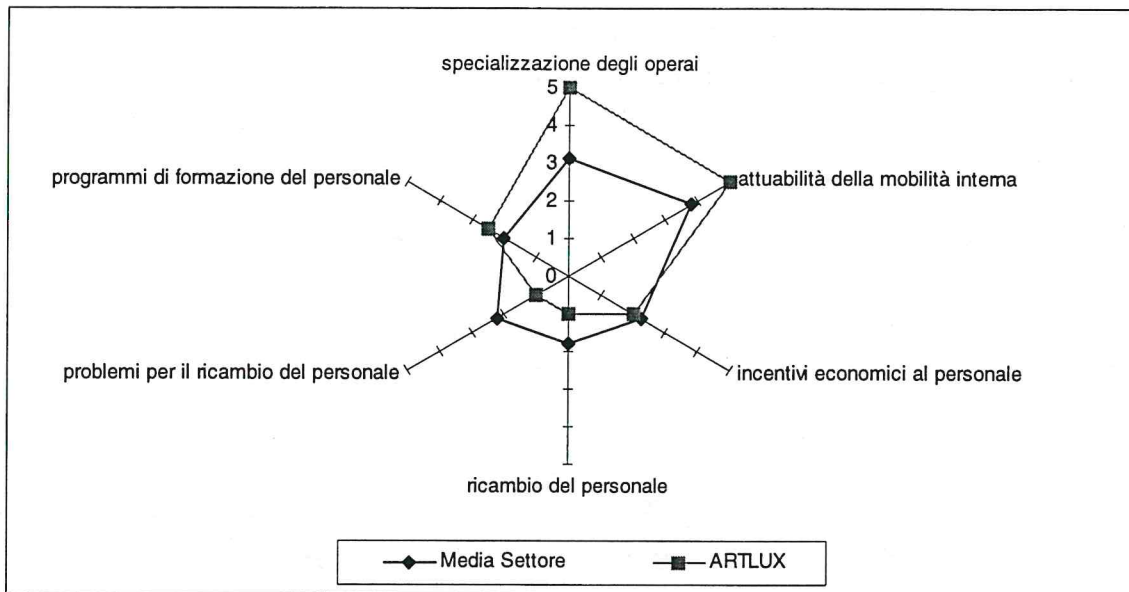 specializzazione degli operai
5
4
programmi di formazione del personale
3
attuabilità della mobilità interna
2
1
0
problemi per il ricambio del personale
incentivi economici al personale
ricambio del personale
Media Settore
ARTLUX